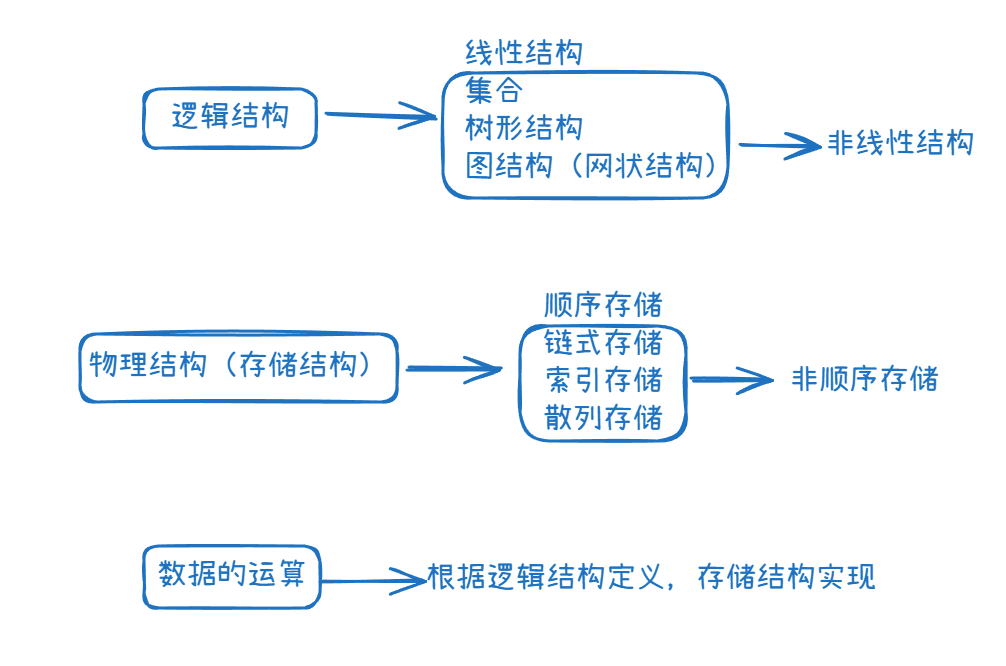 线性结构
集合
逻辑结构
树形结构
非线性结构
图结构（网状结构）
顺序存储
链式存储
物理结构（存储结构）
索引存储
非顺序存储
散列存储
数据的运算
根据逻辑结构定义，存储结构实现